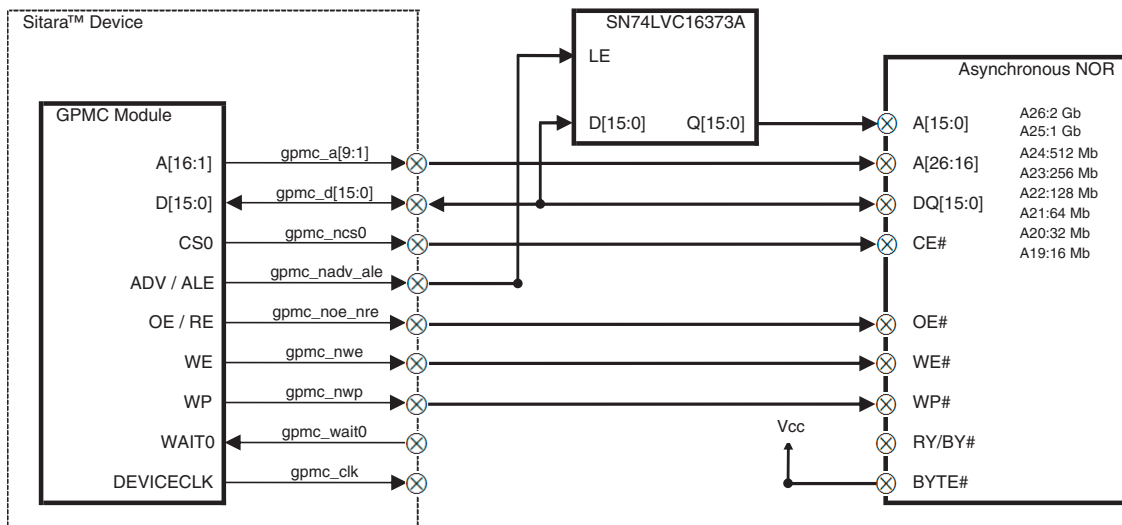 Sitara™ Device
SN74LVC16373A
LE
D[15:0] Q[15:0]
Asynchronous NOR
GPMC Module
A[16:1] gpmc_a[9:1]
D[15:0] gpmc_d[15:0]
CS0 gpmc_ncs0
ADV / ALE gpmc_nadv_ale
OE / RE gpmc_noe_nre
WE gpmc_nwe
WP gpmc_nwp
WAIT0 gpmc_wait0
DEVICECLK gpmc_clk
Vcc
A[15:0]
A[26:16]
DQ[15:0]
CE#
OE#
WE#
WP#
RY/BY#
BYTE#
A26:2 Gb
A25:1 Gb
A24:512 Mb
A23:256 Mb
A22:128 Mb
A21:64 Mb
A20:32 Mb
A19:16 Mb